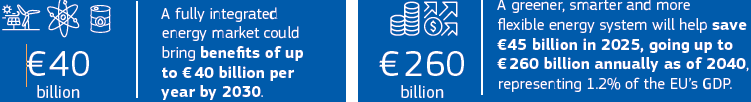 A fully integrated
energy market could
bring benefits of up
to €40 billion per
year by 2030.
€40
billion
A greener, smarter and more
flexible energy system will help save
€45 billion in 2025, going up to
€260 billion annually as of 2040,
representing 1.2% of the EU's GDP.
€260
billion